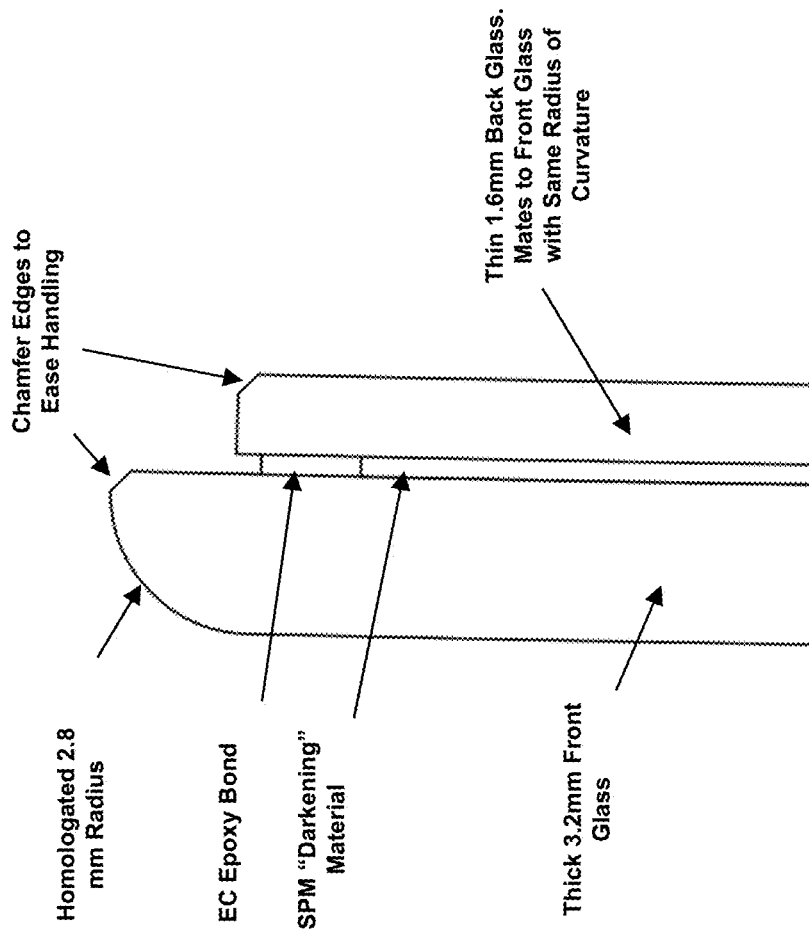 Homologated 2.8
mm Radius
Chamfer Edges to
Ease Handling
EC Epoxy Bond
SPM “Darkening”
Material
Thick 3.2mm Front
Glass
Thin 1.6mm Back Glass.
Mates to Front Glass
with Same Radius of
Curvature